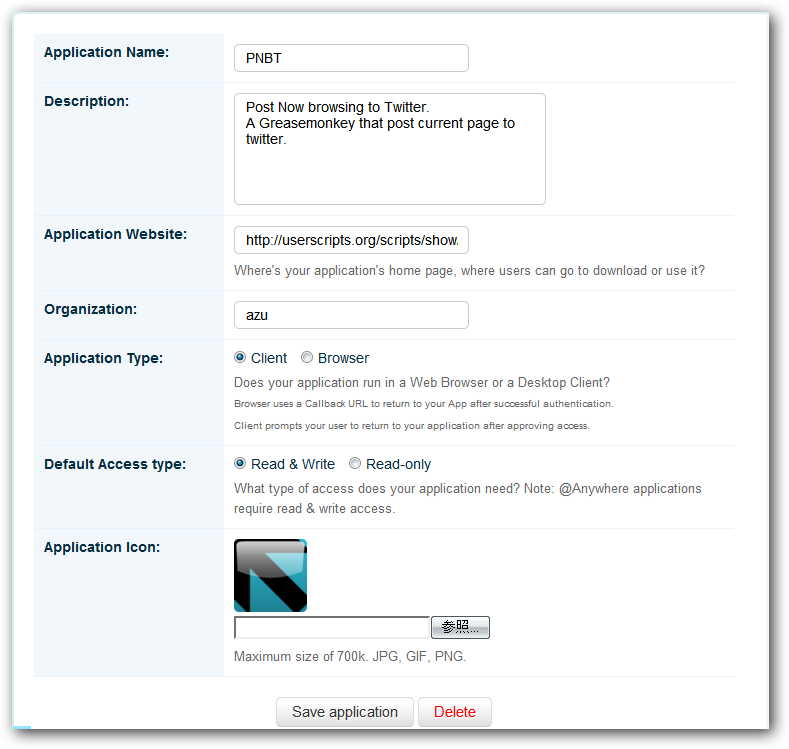 Application Name:
PNBT
Description:
Post Now browsing to Twitter.
A Greasemonkey that post current page to
twitter.
Application Website:
http://userscripts.org/scripts/show.
Where's your application's home page, where users can go to download or use it?
Organization:
azu
Application Type:
Client Browser
Does your application run in a Web Browser or a Desktop Client?
Browser uses a Callback URL to return to your App after successful authentication.
Client prompts your user to return to your application after approving access.
Default Access type:
Read & Write Read-only
What type of access does your application need? Note: @Anywhere applications
require read & write access.
Application Icon:
参照...
Maximum size of 700k. JPG, GIF, PNG.
Save application Delete